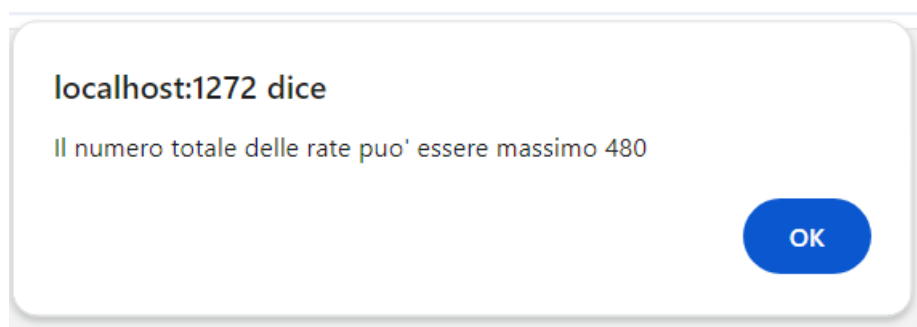 localhost:1272 dice
Il numero totale delle rate puo' essere massimo 480
OK